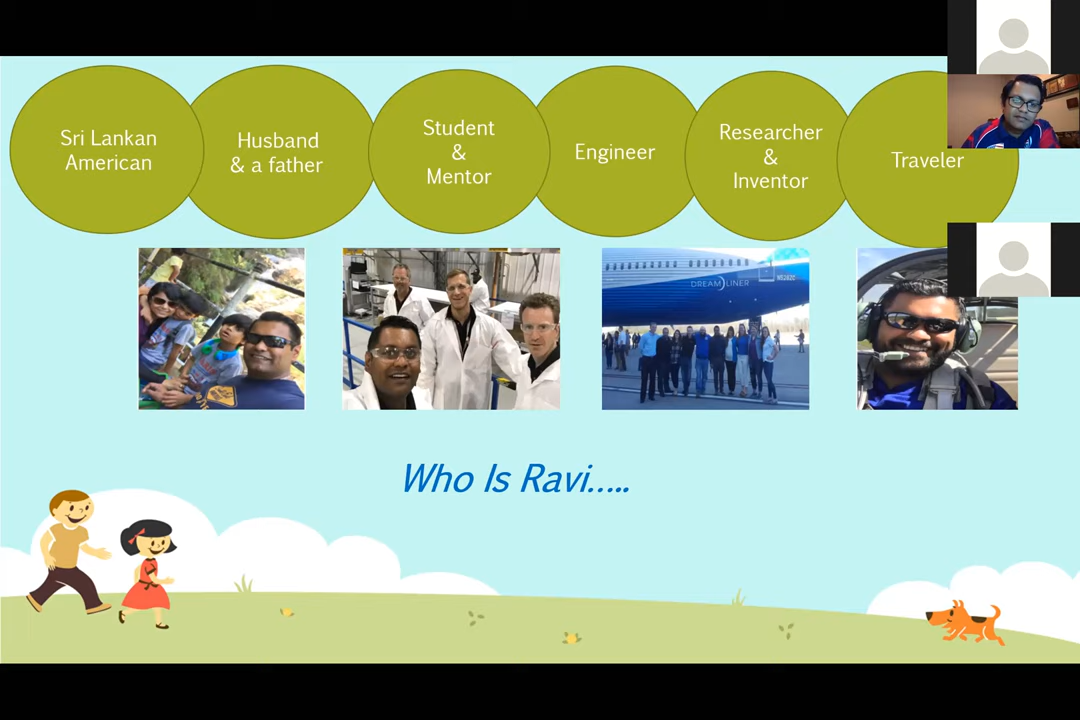 Sri Lankan
American
Husband
& a father
Student
&
Mentor
Engineer
Researcher
&
Inventor
Traveler
DREAMLINER
Who Is Ravi.....